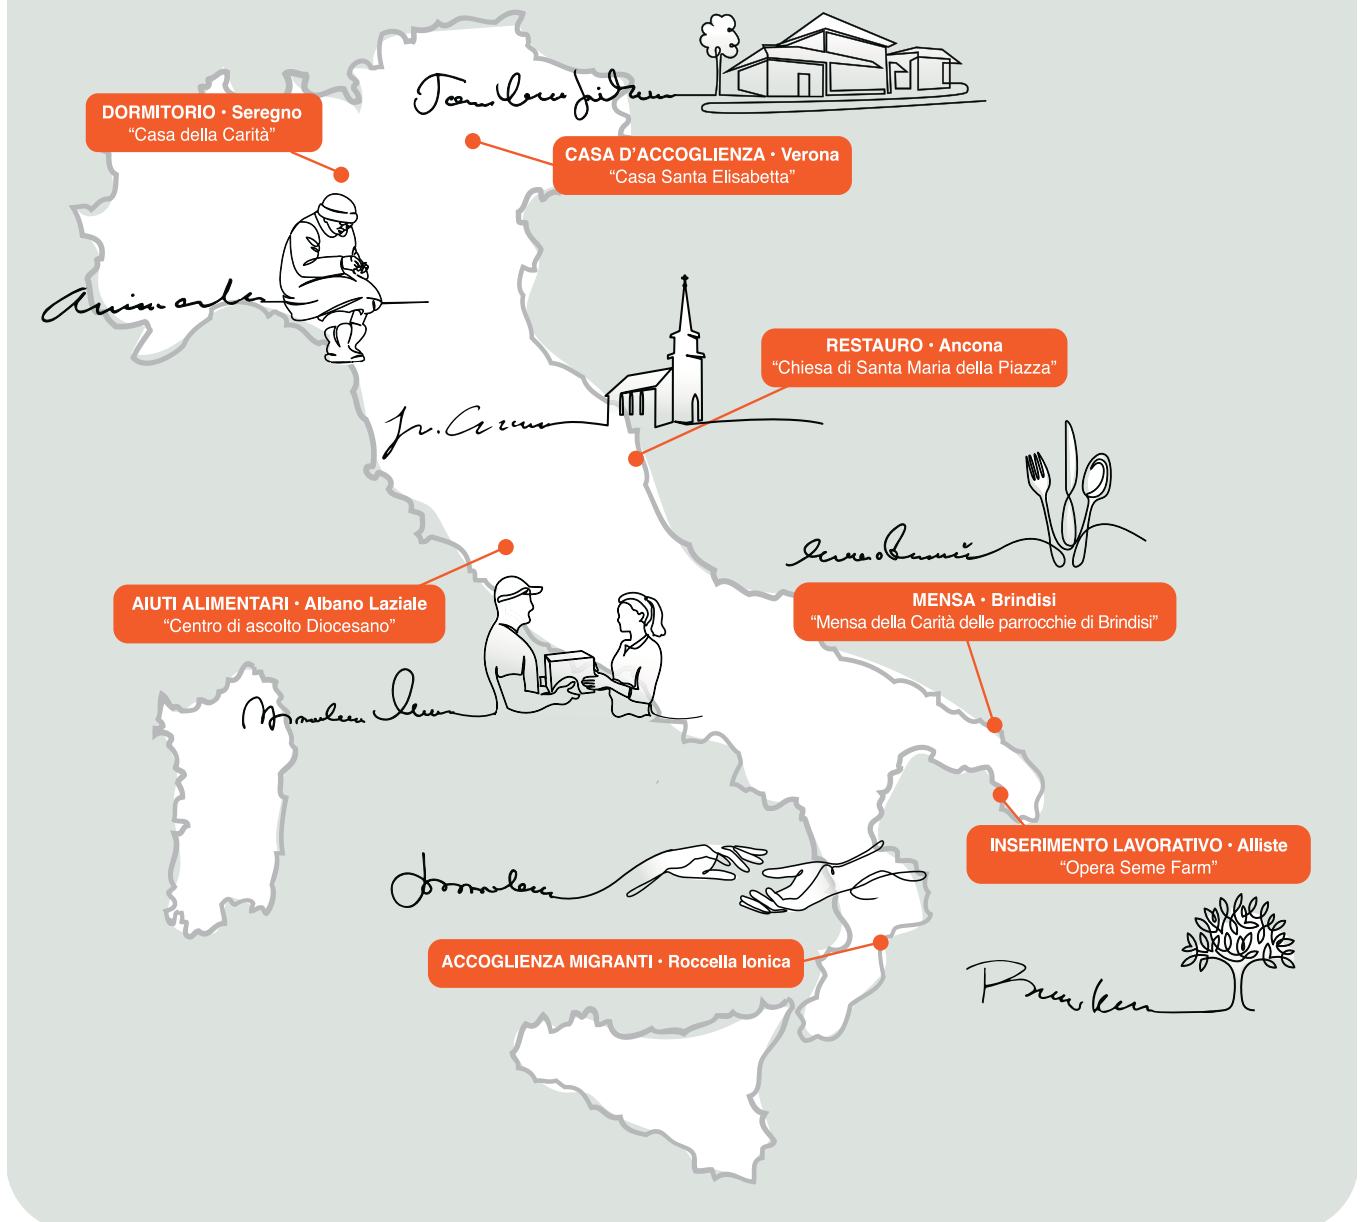 DORMITORIO • Seregno
“Casa della Carità”
CASA D’ACCOGLIENZA • Verona
“Casa Santa Elisabetta”
RESTAURO • Ancona
“Chiesa di Santa Maria della Piazza”
AIUTI ALIMENTARI • Albano Laziale
“Centro di ascolto Diocesano”
MENSA • Brindisi
“Mensa della Carità delle parrocchie di Brindisi”
INSERIMENTO LAVORATIVO • Alliste
“Opera Seme Farm”
ACCOGLIENZA MIGRANTI • Roccella Ionica